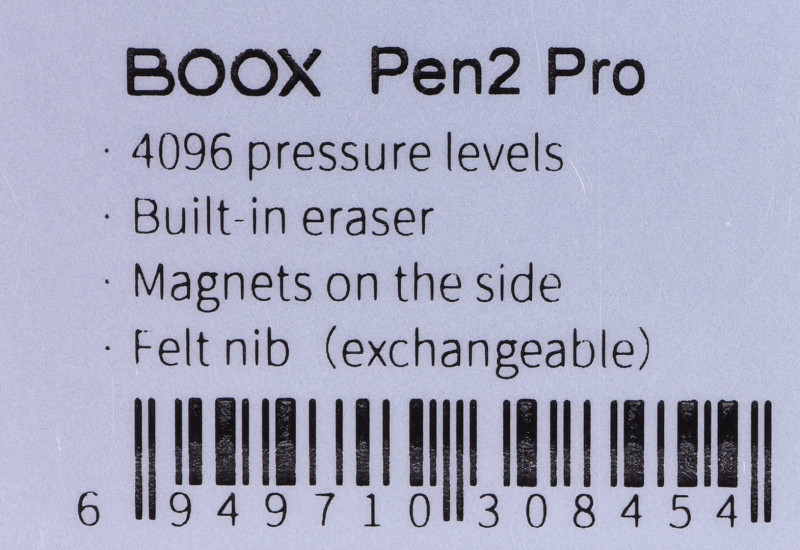 BOOX Pen2 Pro
· 4096 pressure levels
· Built-in eraser
· Magnets on the side
· Felt nib（exchangeable）
6 949710 308454